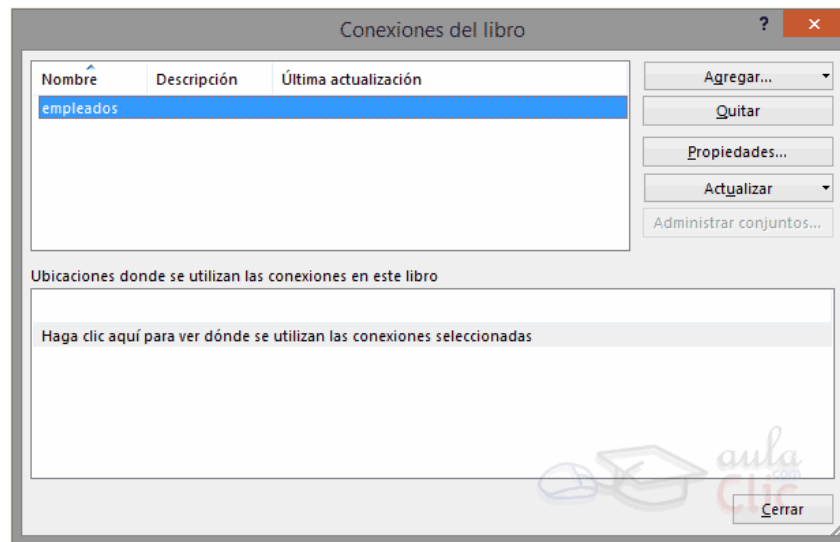 Conexiones del libro
?
Nombre Descripción Última actualización
empleados
Agregar...
Quitar
Propiedades...
Actualizar
Administrar conjuntos...
Ubicaciones donde se utilizan las conexiones en este libro
Haga clic aquí para ver dónde se utilizan las conexiones seleccionadas
aula
.com
Clic
Cerrar